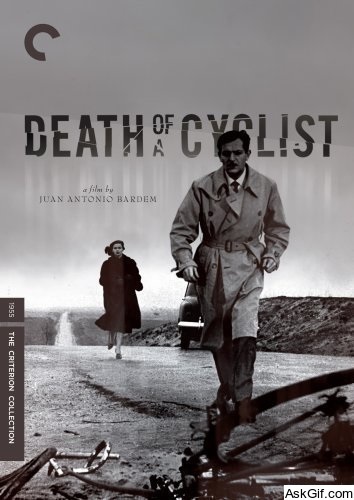 DEATH OF A CYCLIST
a film by
JUAN ANTONIO BARDEM
1955
THE CRITERION COLLECTION
AskGif.com